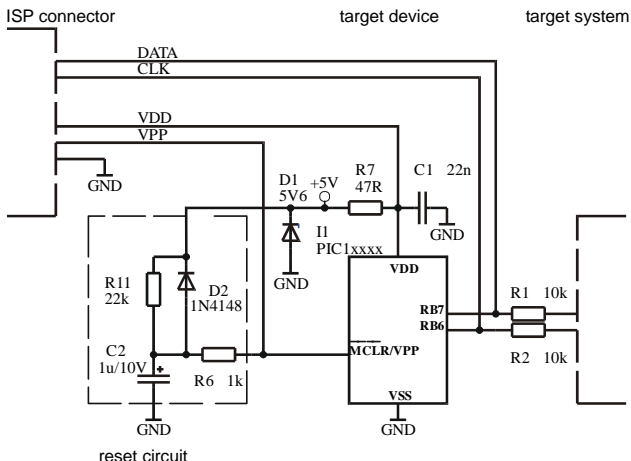 ISP connector
target device
target system
DATA
CLK
VDD
VPP
GND
D1
5V6
+5V
R7
47R
C1 22n
GND
I1
PIC1xxxx
GND
VDD
R11
22k
D2
1N4148
RB7
RB6
R1 10k
R2 10k
MCLR/VPP
C2
1u/10V
+
R6 1k
VSS
GND
GND
reset circuit